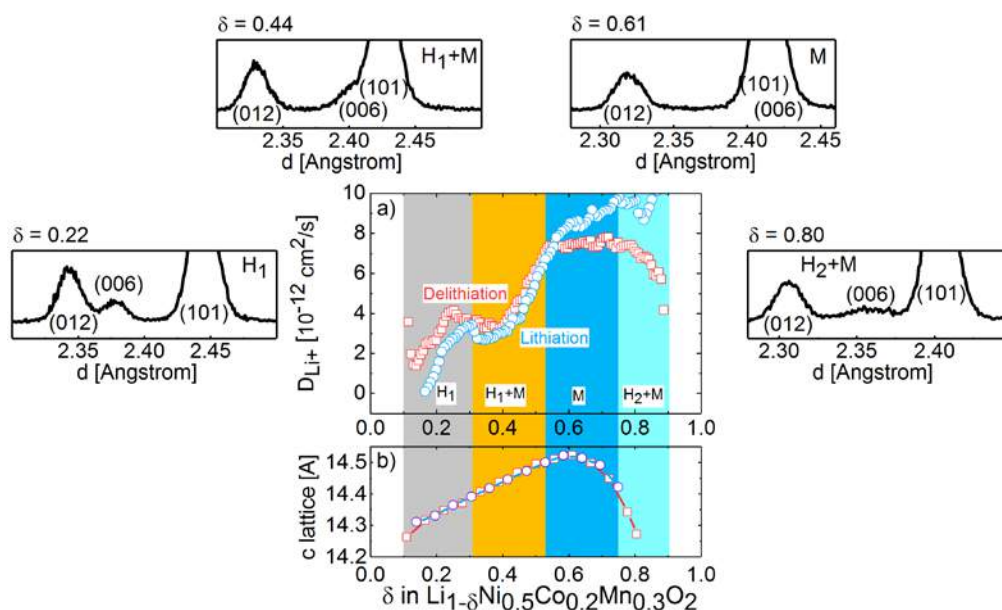 δ = 0.44
H1+M
(101)
(012)
(006)
2.35 2.40 2.45
d [Angstrom]
δ = 0.61
M
(101)
(012)
(006)
2.30 2.35 2.40 2.45
d [Angstrom]
δ = 0.22
H1
(006)
(012)
(101)
2.35 2.40 2.45
d [Angstrom]
δ = 0.80
H2+M
(006)
(101)
(012)
2.30 2.35 2.40
d [Angstrom]
a)
10
8
6
4
2
0
DLi+ [10-12 cm2/s]
Delithiation
Lithiation
H1 H1+M M H2+M
0.0 0.2 0.4 0.6 0.8 1.0
b)
14.5
14.4
14.3
14.2
c lattice [A]
0.0 0.2 0.4 0.6 0.8 1.0
δ in Li1-δNi0.5Co0.2Mn0.3O2